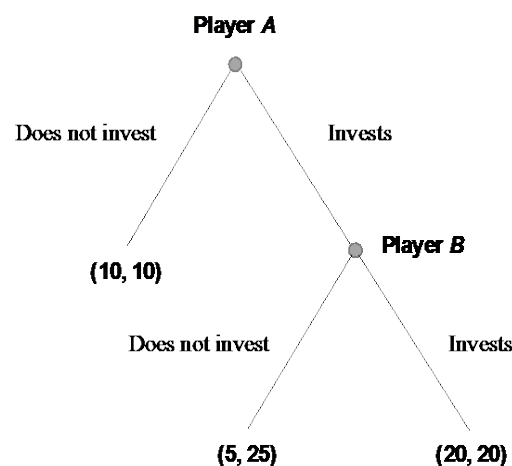 Player A
Does not invest
Invests
(10, 10)
Player B
Does not invest
Invests
(5, 25)
(20, 20)